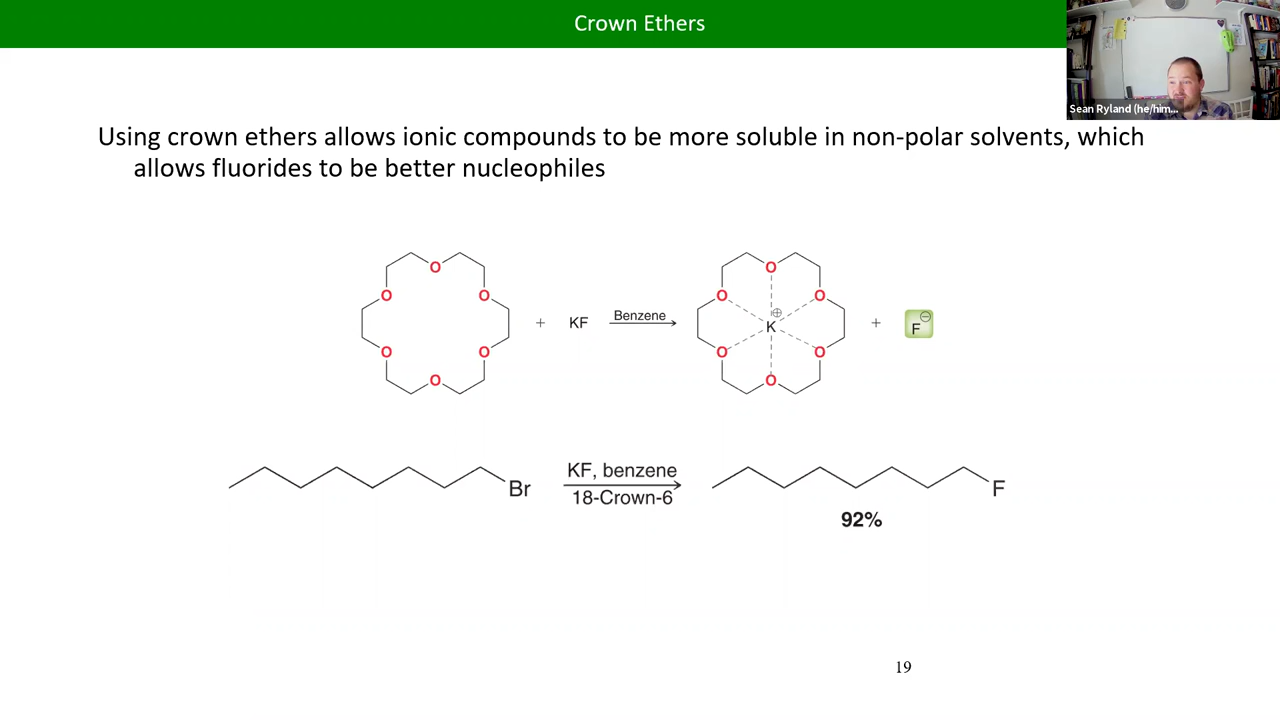 Crown Ethers
Sean Ryland (he/him...
Using crown ethers allows ionic compounds to be more soluble in non-polar solvents, which
allows fluorides to be better nucleophiles
O O O O O O + KF Benzene O O O O O O K ⊕ + F ⊖
Br KF, benzene F
18-Crown-6
92%
19